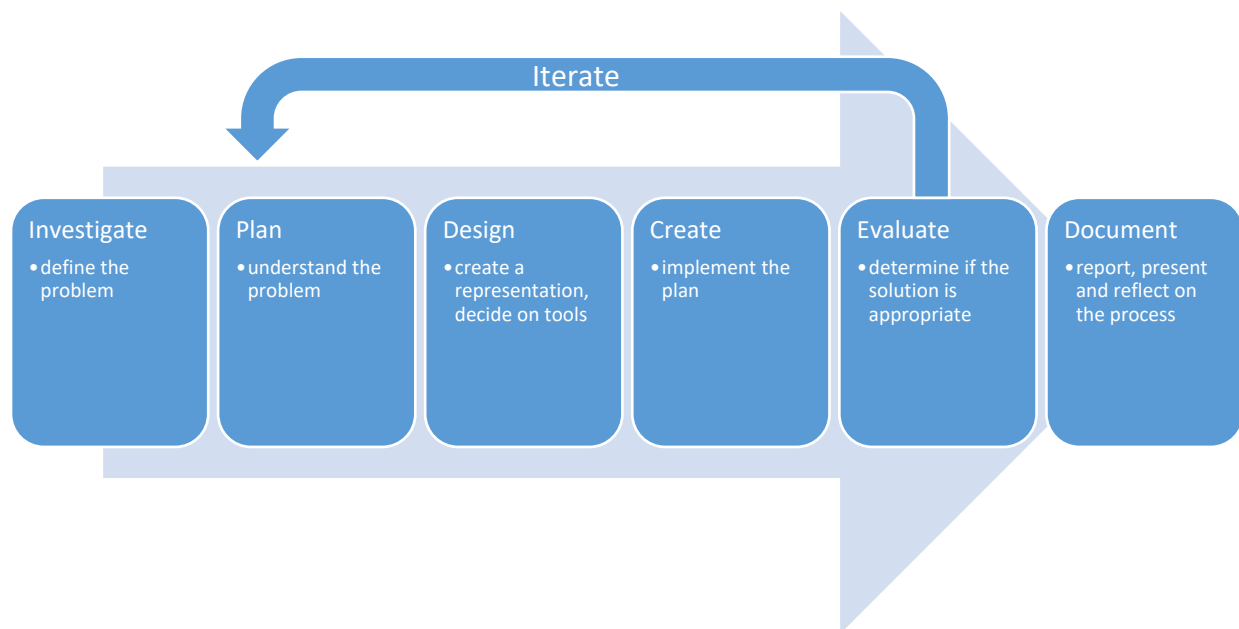 Iterate
Investigate
•define the
problem
Plan
•understand the
problem
Design
•create a
representation,
decide on tools
Create
•implement the
plan
Evaluate
•determine if the
solution is
appropriate
Document
•report, present
and reflect on
the process